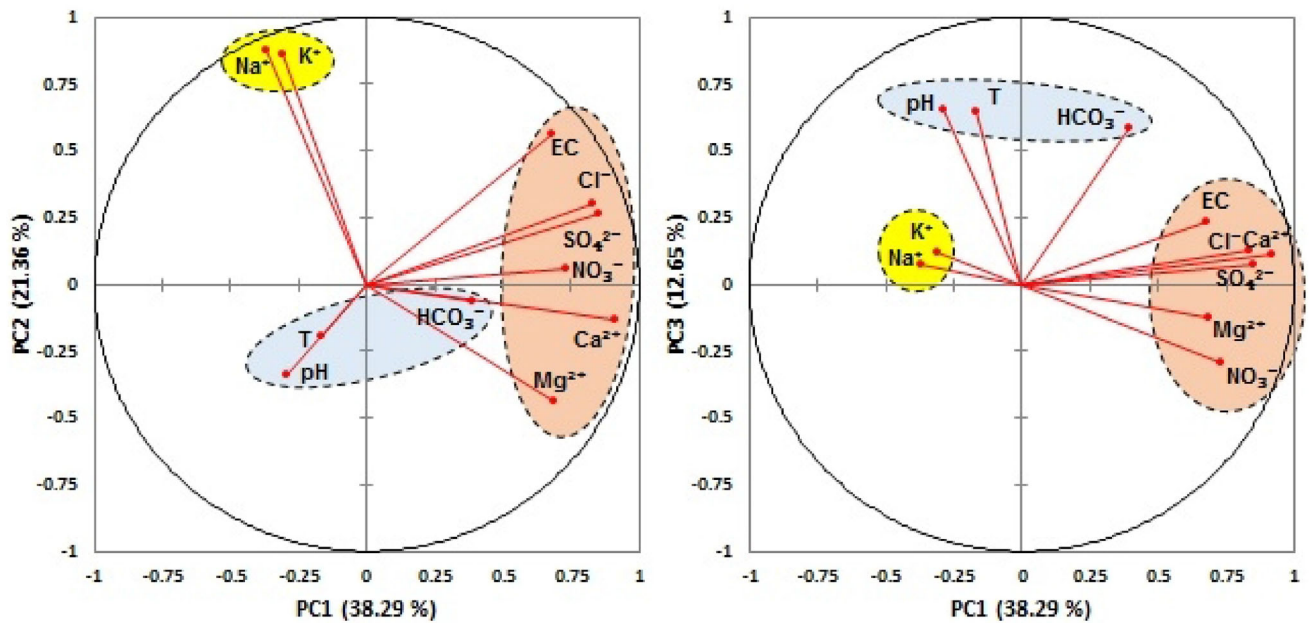 1
0.75
0.5
0.25
0
-0.25
-0.5
-0.75
-1
PC2 (21.36 %)
Na⁺
K⁺
EC
Cl⁻
SO₄²⁻
NO₃⁻
HCO₃⁻
Ca²⁺
T
pH
Mg²⁺
-1 -0.75 -0.5 -0.25 0 0.25 0.5 0.75 1
PC1 (38.29 %)
1
0.75
0.5
0.25
0
-0.25
-0.5
-0.75
-1
PC3 (12.65 %)
pH
T
HCO₃⁻
EC
K⁺
Na⁺
Cl⁻Ca²⁺
SO₄²⁻
Mg²⁺
NO₃⁻
-1 -0.75 -0.5 -0.25 0 0.25 0.5 0.75 1
PC1 (38.29 %)